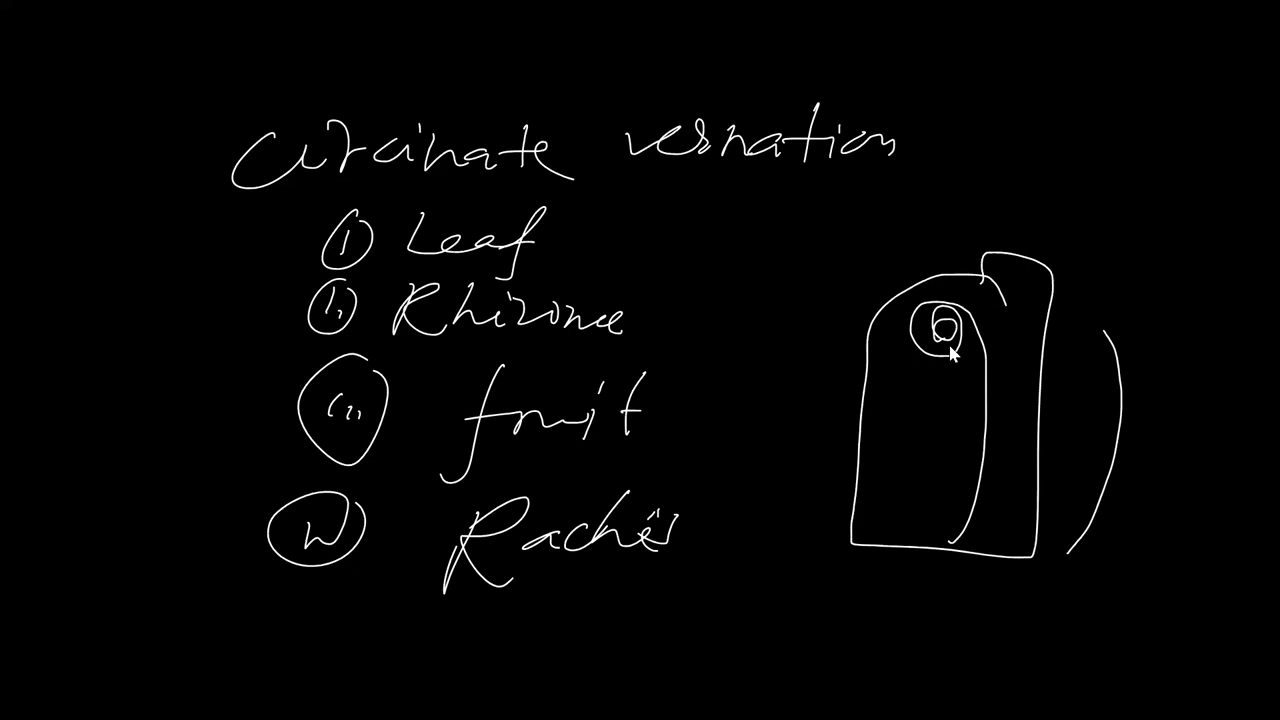 Circinate vernation
(i) Leaf
(ii) Rhizome
(iii) fruit
(iv) Rachis